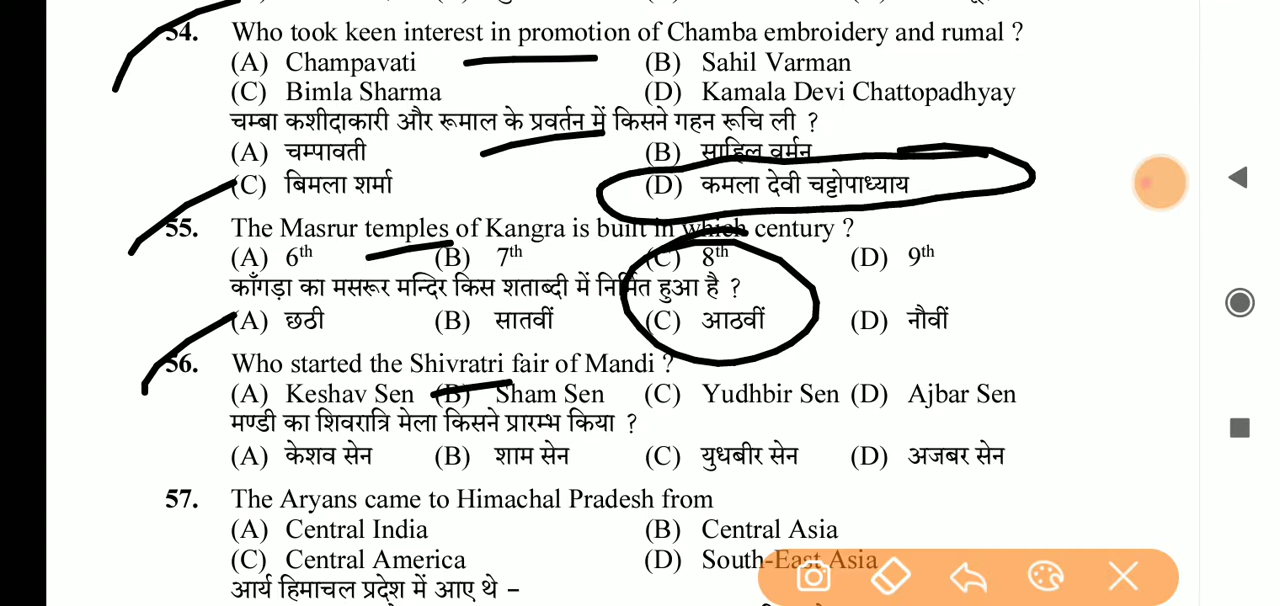 54. Who took keen interest in promotion of Chamba embroidery and rumal ?
(A) Champavati (B) Sahil Varman
(C) Bimla Sharma (D) Kamala Devi Chattopadhyay
चम्बा कशीदाकारी और रूमाल के प्रवर्तन में किसने गहन रूचि ली ?
(A) चम्पावती (B) साहिल वर्मन
(C) बिमला शर्मा (D) कमला देवी चट्टोपाध्याय
55. The Masrur temples of Kangra is built in which century ?
(A) 6th (B) 7th (C) 8th (D) 9th
काँगड़ा का मसरूर मन्दिर किस शताब्दी में निर्मित हुआ है ?
(A) छठी (B) सातवीं (C) आठवीं (D) नौवीं
56. Who started the Shivratri fair of Mandi ?
(A) Keshav Sen (B) Sham Sen (C) Yudhbir Sen (D) Ajbar Sen
मण्डी का शिवरात्रि मेला किसने प्रारम्भ किया ?
(A) केशव सेन (B) शाम सेन (C) युधबीर सेन (D) अजबर सेन
57. The Aryans came to Himachal Pradesh from
(A) Central India (B) Central Asia
(C) Central America (D) South-East Asia
आर्य हिमाचल प्रदेश में आए थे –